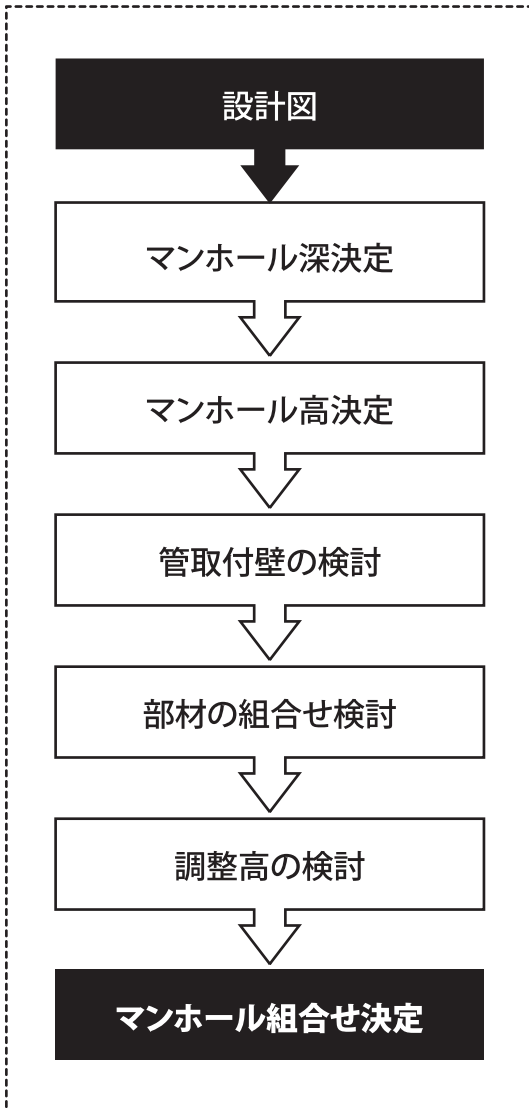 設計図
マンホール深決定
マンホール高決定
管取付壁の検討
部材の組合せ検討
調整高の検討
マンホール組合せ決定